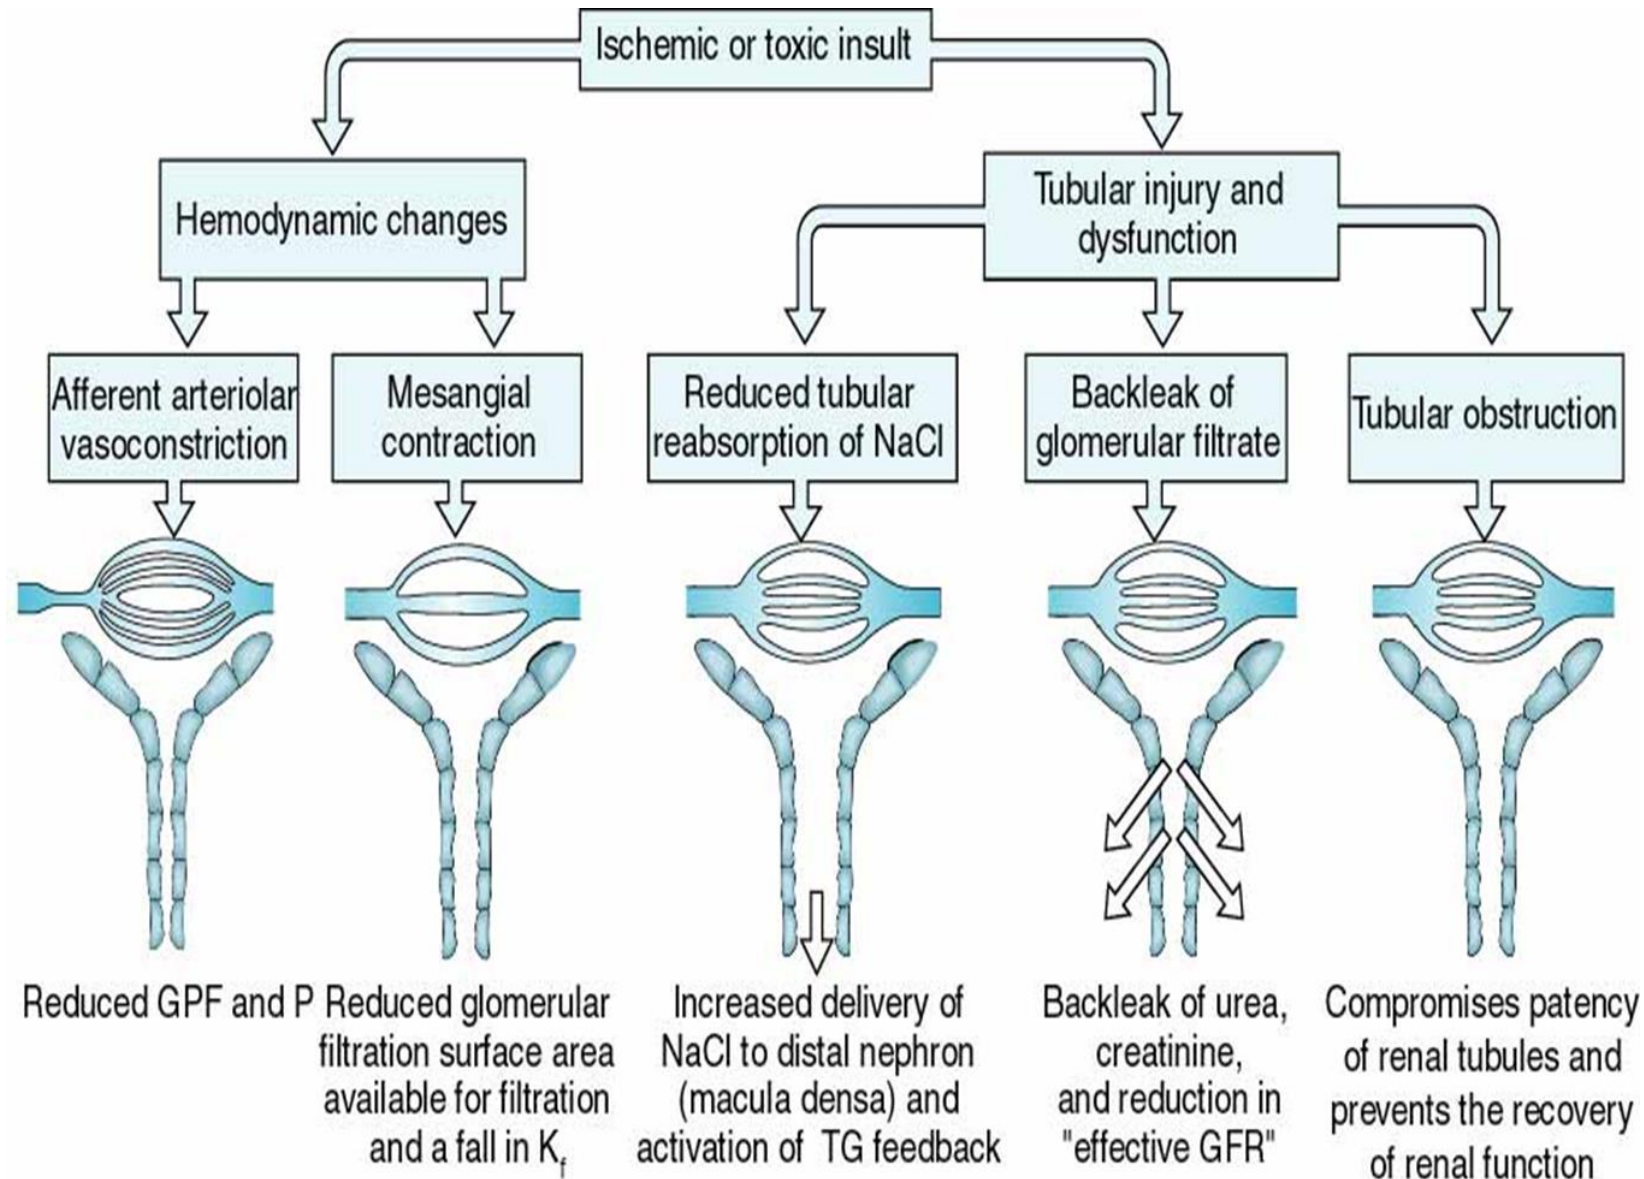 Ischemic or toxic insult
Hemodynamic changes
Tubular injury and
dysfunction
Afferent arteriolar
vasoconstriction
Mesangial
contraction
Reduced tubular
reabsorption of NaCl
Backleak of
glomerular filtrate
Tubular obstruction
Reduced GPF and P
Reduced glomerular
filtration surface area
available for filtration
and a fall in Kf
Increased delivery of
NaCl to distal nephron
(macula densa) and
activation of TG feedback
Backleak of urea,
creatinine,
and reduction in
"effective GFR"
Compromises patency
of renal tubules and
prevents the recovery
of renal function